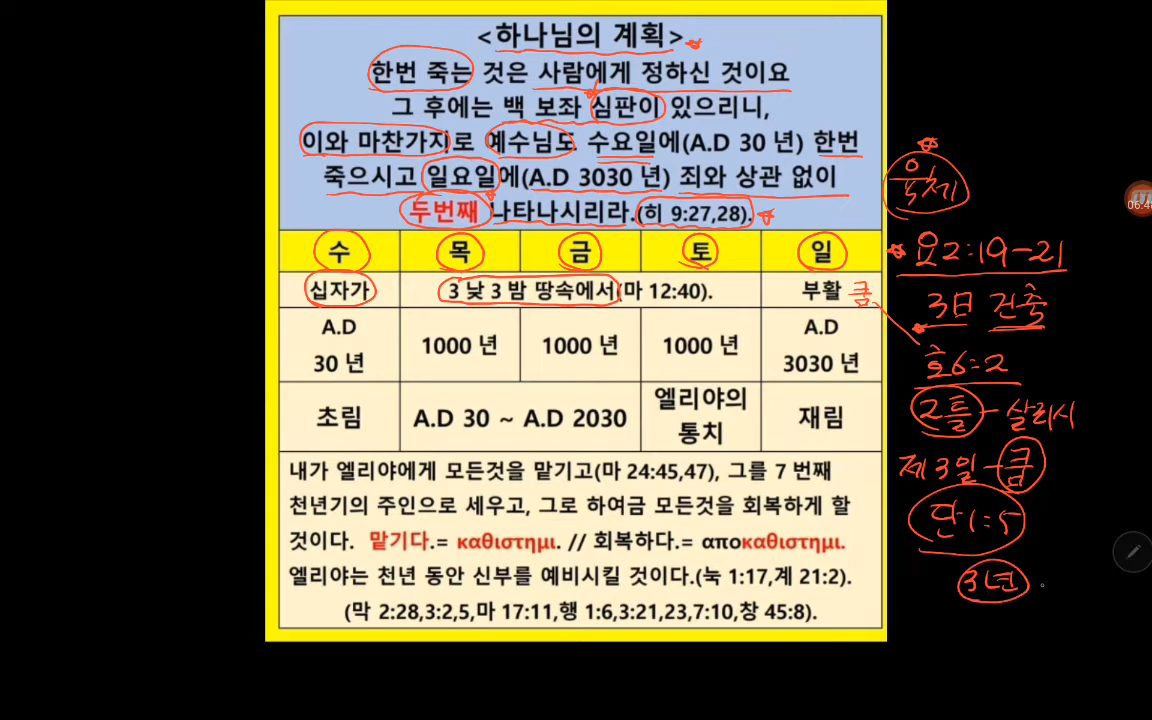 <하나님의 계획>
한번 죽는 것은 사람에게 정하신 것이요
그 후에는 백 보좌 심판이 있으리니,
이와 마찬가지로 예수님도 수요일에(A.D 30 년) 한번
죽으시고 일요일에(A.D 3030 년) 죄와 상관 없이
두번째 나타나시리라.(히 9:27,28).
수 목 금 토 일
십자가 3 낮 3 밤 땅속에서(마 12:40). 부활 쿰
A.D
30 년
1000 년 1000 년 1000 년
A.D
3030 년
초림 A.D 30 ~ A.D 2030
엘리야의
통치
재림
내가 엘리야에게 모든것을 맡기고(마 24:45,47), 그를 7 번째
천년기의 주인으로 세우고, 그로 하여금 모든것을 회복하게 할
것이다. 맡기다.= καθιστημι. // 회복하다.= αποκαθιστημι.
엘리야는 천년 동안 신부를 예비시킬 것이다.(눅 1:17,계 21:2).
(막 2:28,3:2,5,마 17:11,행 1:6,3:21,23,7:10,창 45:8).
육체
요2:19-21
3日 건축
호6:2
2틀 - 살리시
제3일 - 쿰
단1:5
3년